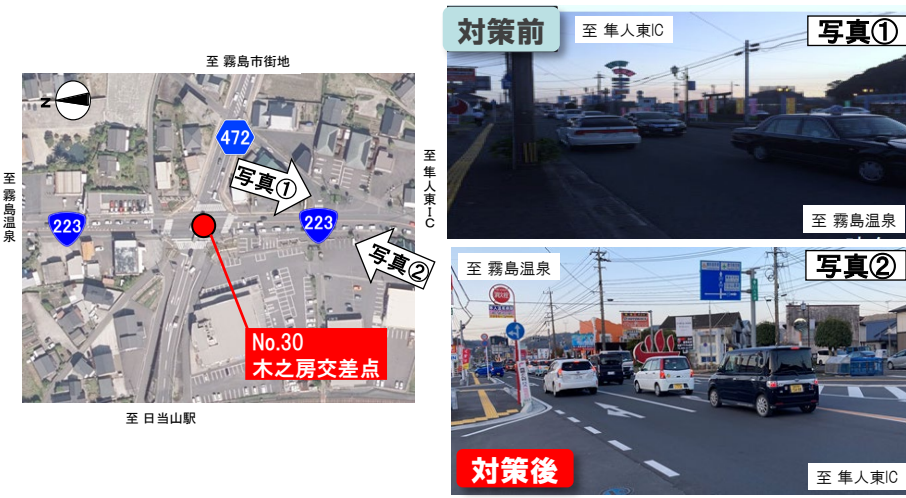 対策前
至 隼人東IC
写真①
至 霧島温泉
至 霧島市街地
N
472
写真①
至 霧島温泉
223
223
至 隼人東IC
写真②
No.30
木之房交差点
至 日当山駅
至 霧島温泉
写真②
対策後
至 隼人東IC